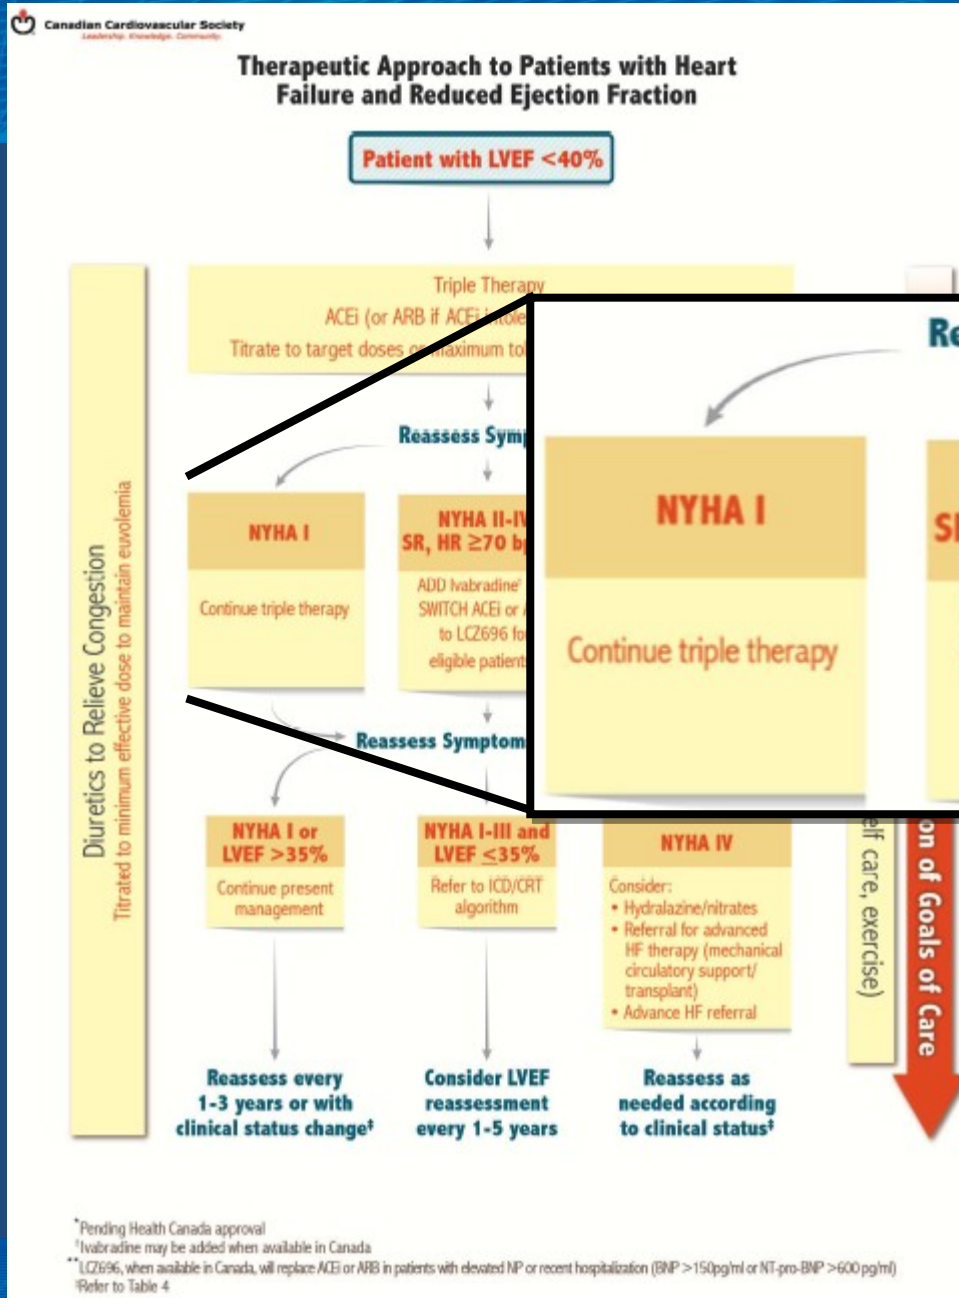 Canadian Cardiovascular Society
Leadership. Knowledge. Community.
Therapeutic Approach to Patients with Heart
Failure and Reduced Ejection Fraction
Patient with LVEF <40%
Triple Therapy
ACEi (or ARB if ACEi
Titrate to target doses or maximum
Reassess
NYHA I
Continue triple therapy
NYHA II-IV
SR, HR ≥70
ADD Ivabradine
SWITCH ACEi or
to LCZ696 for
eligible patients
NYHA I
Continue triple therapy
Reassess
NYHA I or
LVEF >35%
Continue present
management
NYHA I-III and
LVEF ≤35%
Refer to ICD/CRT
algorithm
NYHA IV
Consider:
• Hydralazine/nitrates
• Referral for advanced
HF therapy (mechanical
circulatory support/
transplant)
• Advance HF referral
Reassess every
1-3 years or with
clinical status change‡
Consider LVEF
reassessment
every 1-5 years
Reassess as
needed according
to clinical status‡
Diuretics to Relieve Congestion
Titrated to minimum effective dose to maintain euvolemia
care, exercise)
of Goals of Care
*Pending Health Canada approval
†Ivabradine may be added when available in Canada
**LCZ696, when available in Canada, will replace ACEi or ARB in patients with elevated NP or recent hospitalization (BNP >150pg/ml or NT-pro-BNP >600 pg/ml)
‡Refer to Table 4